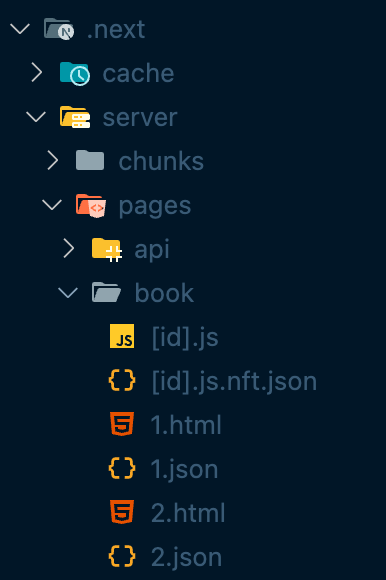 .next
cache
server
chunks
pages
api
book
[id].js
[id].js.nft.json
1.html
1.json
2.html
2.json